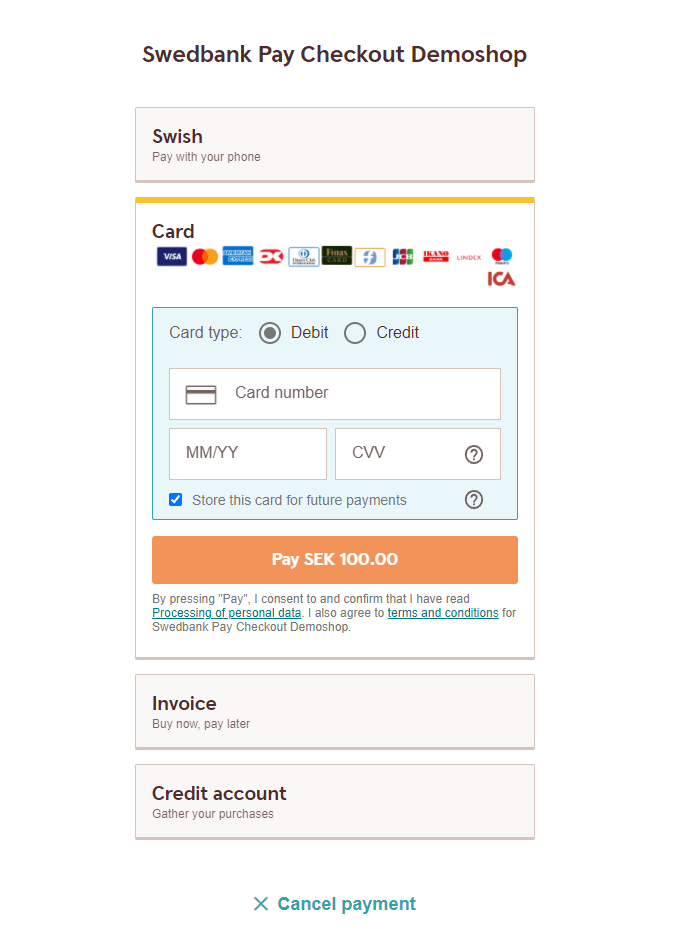 Swedbank Pay Checkout Demoshop
Swish
Pay with your phone
Card
VISA
AMERICAN EXPRESS
Diners Club INTERNATIONAL
Finax CARD
JCB
IKANO BANK
LINDEX
ICA
Card type: Debit Credit
Card number
MM/YY
CVV ?
Store this card for future payments ?
Pay SEK 100.00
By pressing "Pay", I consent to and confirm that I have read
Processing of personal data. I also agree to terms and conditions for
Swedbank Pay Checkout Demoshop.
Invoice
Buy now, pay later
Credit account
Gather your purchases
Cancel payment